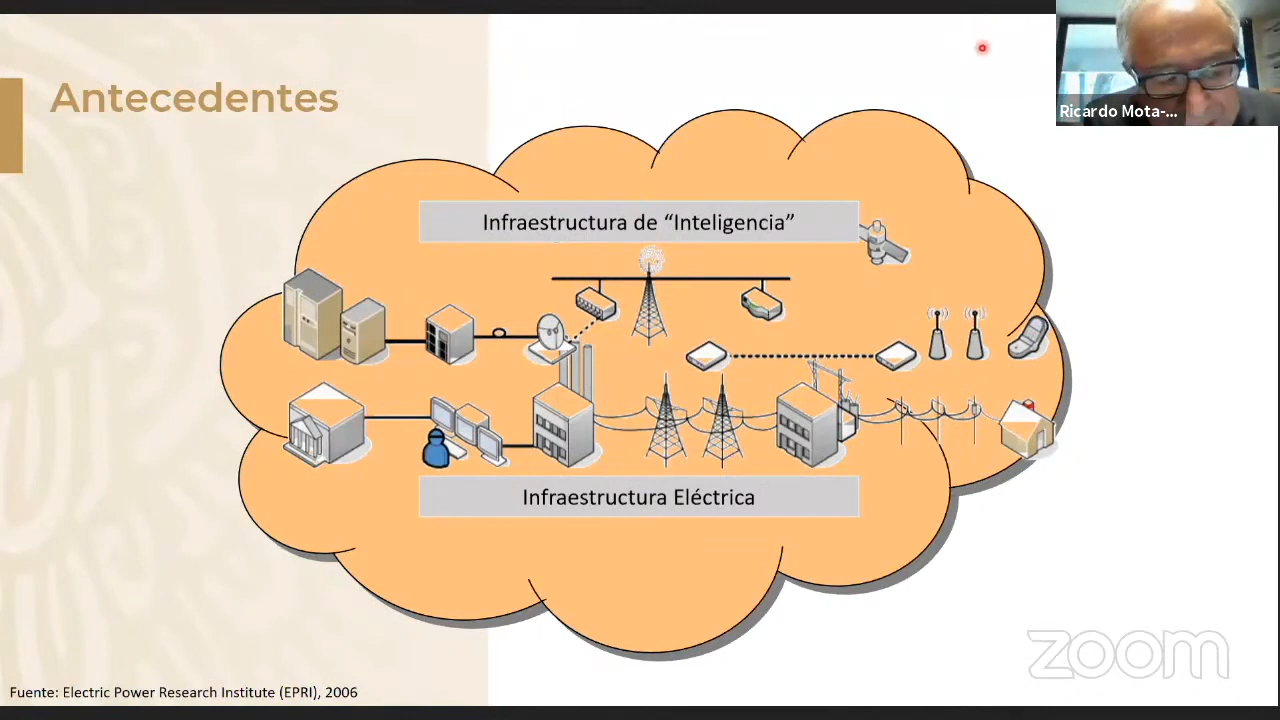 Antecedentes
Ricardo Mota-...
Infraestructura de “Inteligencia”
Infraestructura Eléctrica
zoom
Fuente: Electric Power Research Institute (EPRI), 2006